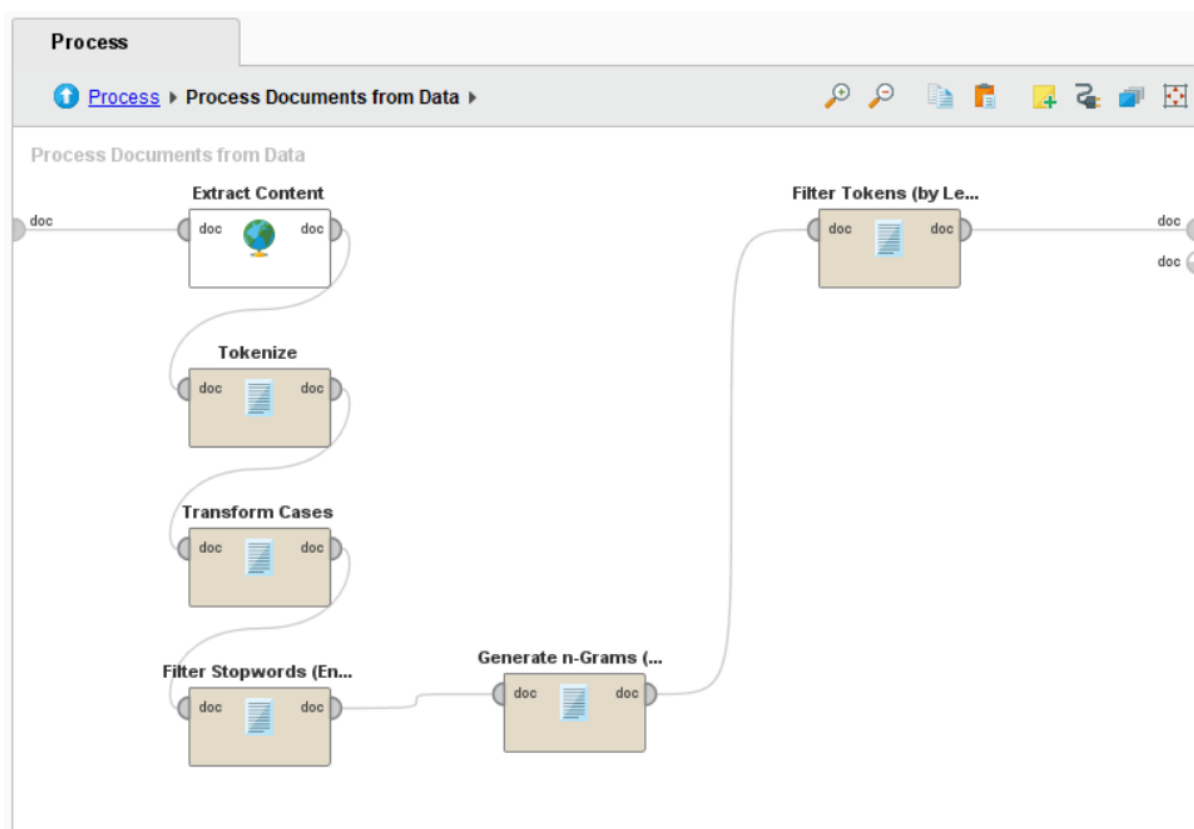 Process
Process Process Documents from Data
Process Documents from Data
Extract Content
Filter Tokens (by Le...
doc
doc doc
doc doc
doc
doc
Tokenize
doc doc
Transform Cases
doc doc
Filter Stopwords (En...
Generate n-Grams (...
doc doc
doc doc